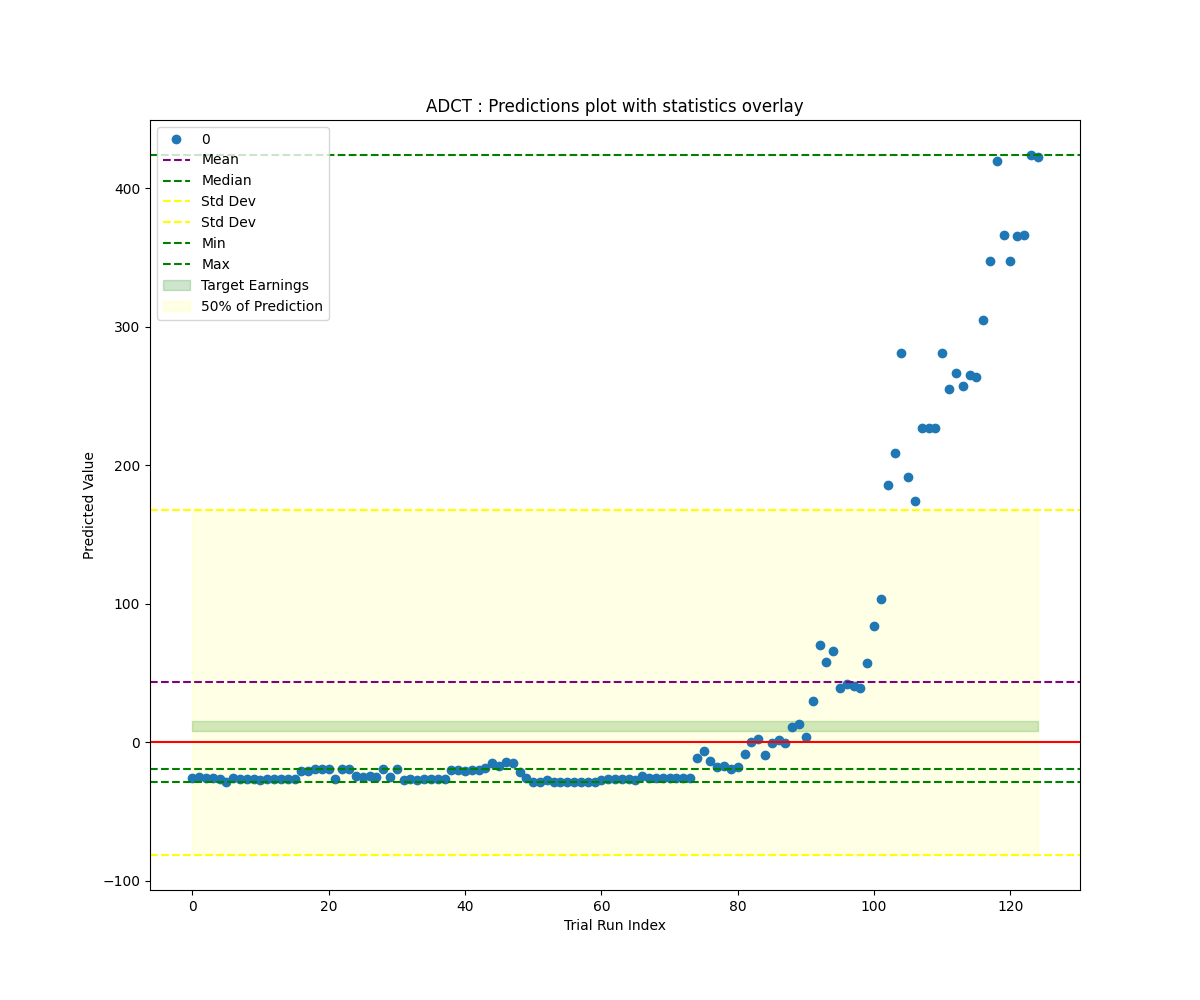 ADCT : Predictions plot with statistics overlay
0
Mean
Median
Std Dev
Std Dev
Min
Max
Target Earnings
50% of Prediction
400
300
200
100
0
−100
Predicted Value
0 20 40 60 80 100 120
Trial Run Index